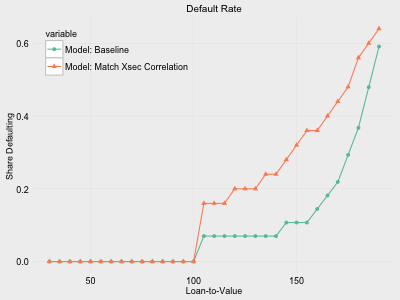 Default Rate
variable
Model: Baseline
Model: Match Xsec Correlation
Share Defaulting
0.6
0.4
0.2
0.0
50
100
150
Loan-to-Value